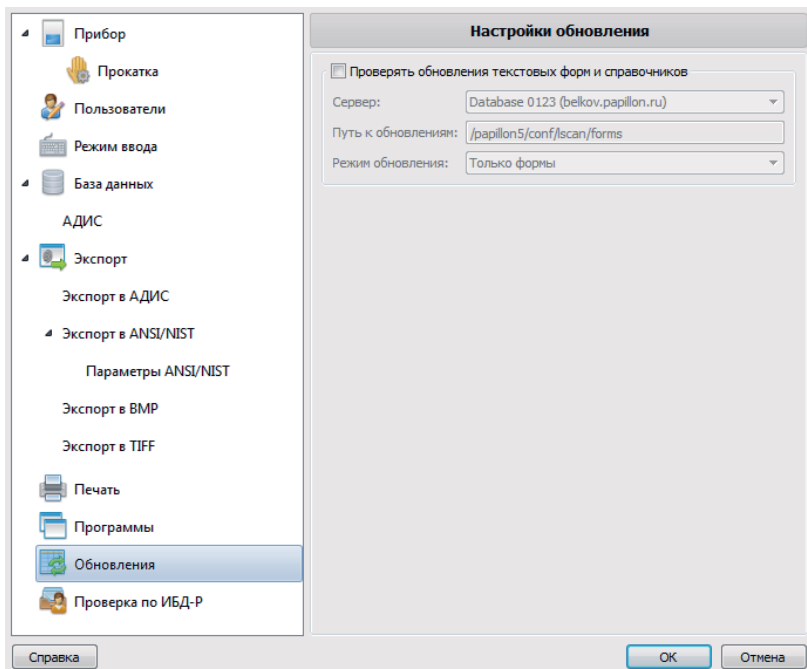 Прибор
Прокатка
Пользователи
Режим ввода
База данных
АДИС
Экспорт
Экспорт в АДИС
Экспорт в ANSI/NIST
Параметры ANSI/NIST
Экспорт в BMP
Экспорт в TIFF
Печать
Программы
Обновления
Проверка по ИБД-Р
Настройки обновления
Проверять обновления текстовых форм и справочников
Сервер: Database 0123 (belkov.papillon.ru)
Путь к обновлениям: /papillon5/conf/lscan/forms
Режим обновления: Только формы
Справка OK Отмена